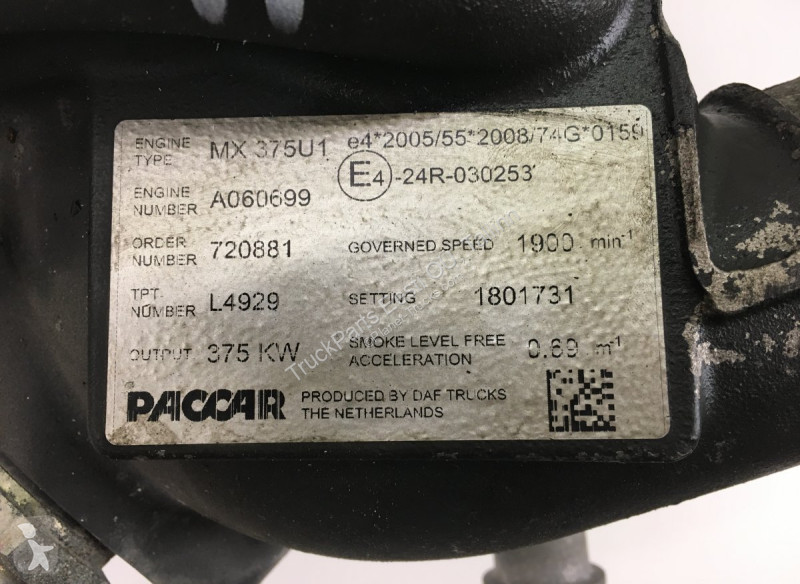 ENGINE TYPE MX 375U1 e4*2005/55*2008/74G*0159
E4-24R-030253
ENGINE NUMBER A060699
ORDER NUMBER 720881 GOVERNED SPEED 1900 min-1
TPT NUMBER L4929 SETTING 1801731
OUTPUT 375 KW SMOKE LEVEL FREE ACCELERATION 0.69 m-1
PACCAR PRODUCED BY DAF TRUCKS
THE NETHERLANDS